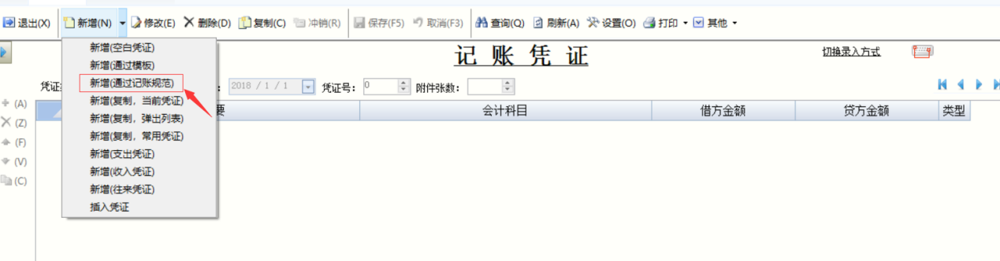 退出(X) 新增(N) 修改(E) 删除(D) 复制(C) 冲销(R) 保存(F5) 取消(F3) 查询(Q) 刷新(A) 设置(O) 打印 其他
新增(空白凭证)
新增(通过模板)
新增(通过记账规范)
新增(复制，当前凭证)
新增(复制，弹出列表)
新增(复制，常用凭证)
新增(支出凭证)
新增(收入凭证)
新增(往来凭证)
插入凭证
记 账 凭 证
切换录入方式
凭证 : 2018 / 1 / 1 凭证号： 0 附件张数：
要 会计科目 借方金额 贷方金额 类型
(A)
(Z)
(F)
(V)
(C)